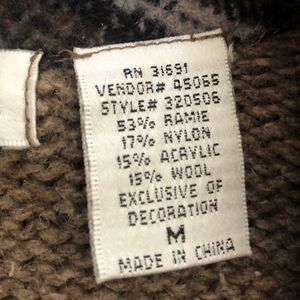 RN 31691
VENDOR# 45065
STYLE# 320506
53% RAMIE
17% NYLON
15% ACRYLIC
15% WOOL
EXCLUSIVE OF
DECORATION
M
MADE IN CHINA